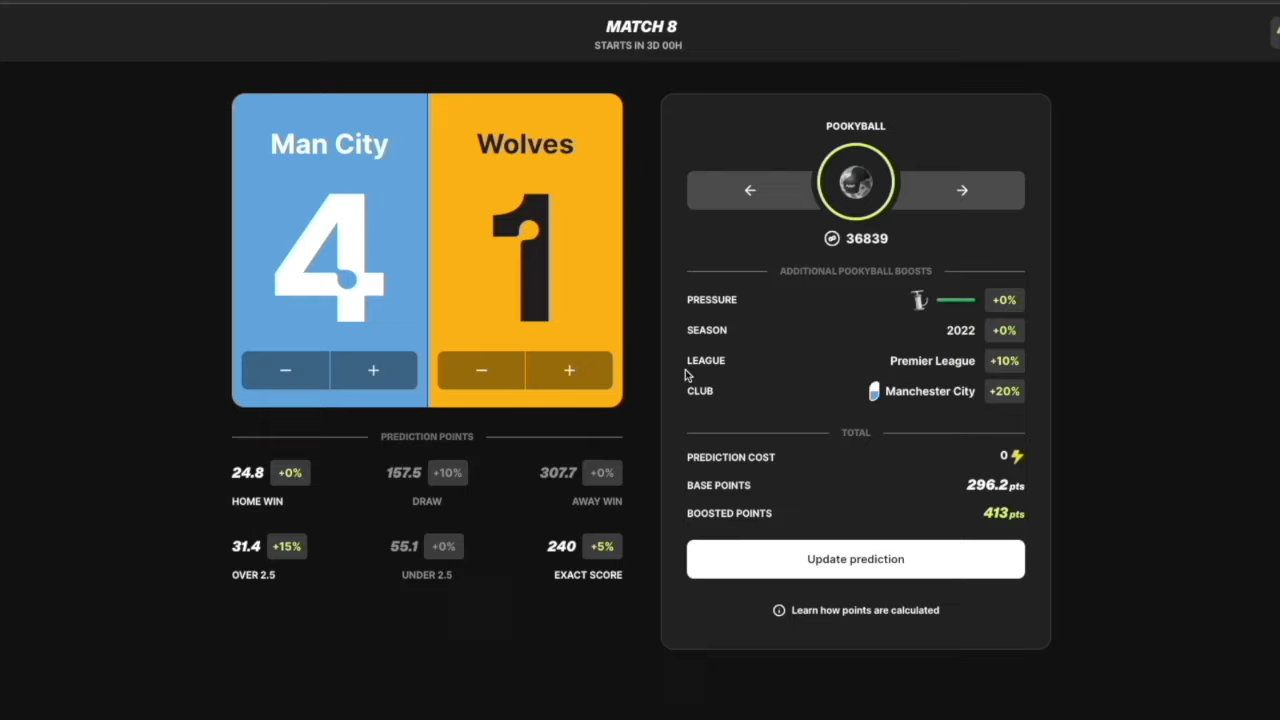 MATCH 8
STARTS IN 3D 00H
Man City
4
−
+
Wolves
1
−
+
PREDICTION POINTS
24.8 +0%
HOME WIN
157.5 +10%
DRAW
307.7 +0%
AWAY WIN
31.4 +15%
OVER 2.5
55.1 +0%
UNDER 2.5
240 +5%
EXACT SCORE
POOKYBALL
← →
36839
ADDITIONAL POOKYBALL BOOSTS
PRESSURE +0%
SEASON 2022 +0%
LEAGUE Premier League +10%
CLUB Manchester City +20%
TOTAL
PREDICTION COST 0
BASE POINTS 296.2 pts
BOOSTED POINTS 413 pts
Update prediction
Learn how points are calculated